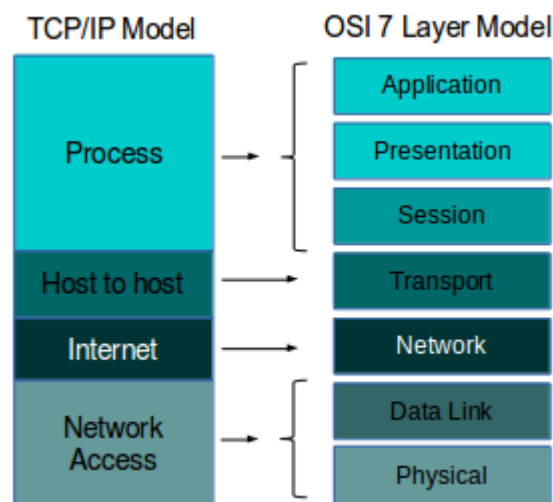 TCP/IP Model
Process
Host to host
Internet
Network
Access
OSI 7 Layer Model
Application
Presentation
Session
Transport
Network
Data Link
Physical